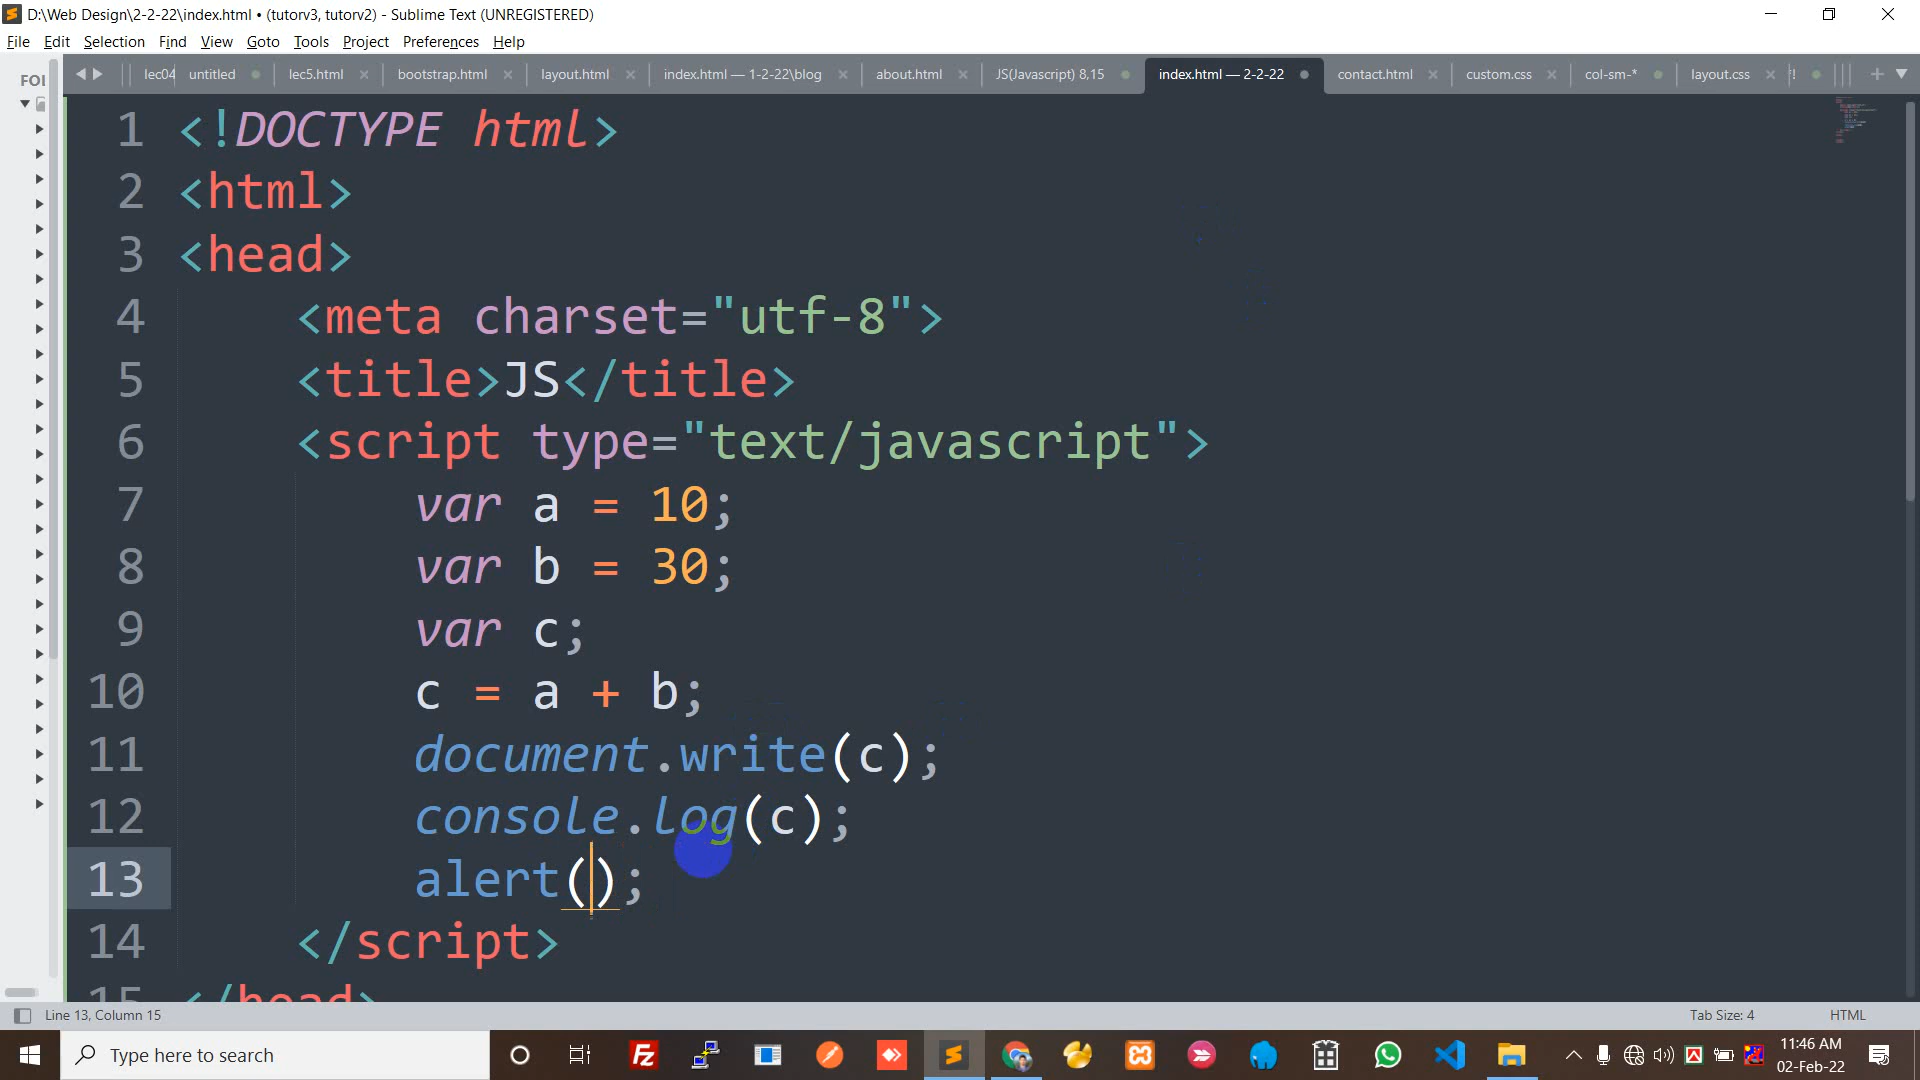 D:\Web Design\2-2-22\index.html • (tutorv3, tutorv2) - Sublime Text (UNREGISTERED)
File Edit Selection Find View Goto Tools Project Preferences Help
FOI
lec04 untitled lec5.html bootstrap.html layout.html index.html — 1-2-22\blog about.html JS(Javascript) 8,15 index.html — 2-2-22 contact.html custom.css col-sm-* layout.css
1 <!DOCTYPE html>
2 <html>
3 <head>
4 <meta charset="utf-8">
5 <title>JS</title>
6 <script type="text/javascript">
7 var a = 10;
8 var b = 30;
9 var c;
10 c = a + b;
11 document.write(c);
12 console.log(c);
13 alert();
14 </script>
15 </head>
Line 13, Column 15 Tab Size: 4 HTML
Type here to search
11:46 AM
02-Feb-22